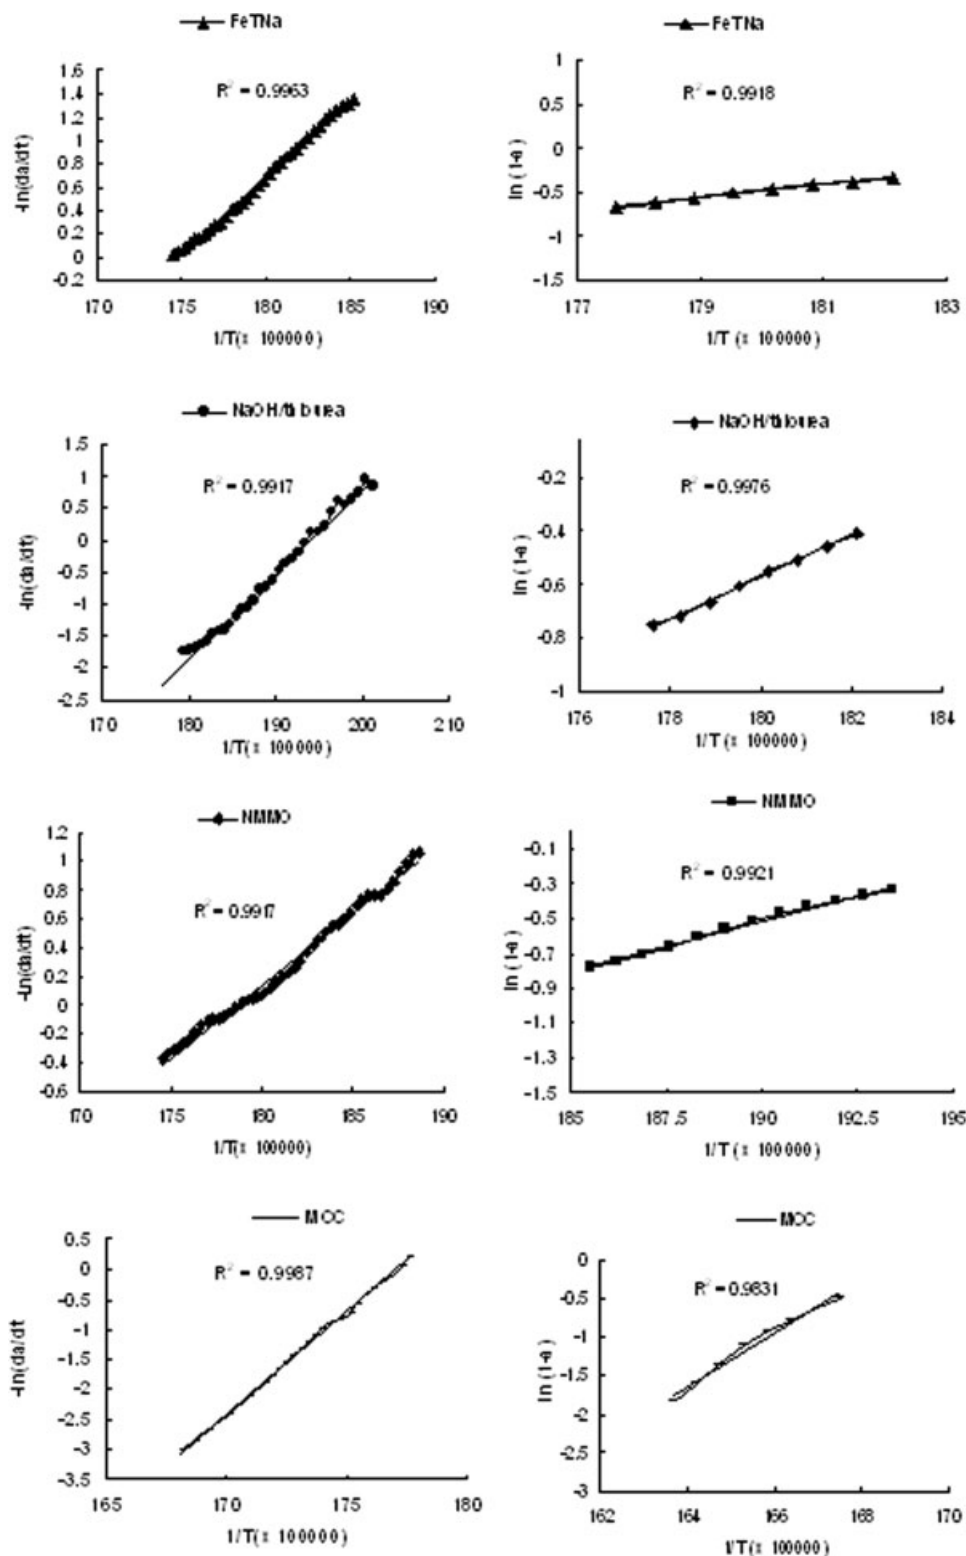 FeTNa
R² = 0.9963
1.6
1.4
1.2
1
0.8
0.6
0.4
0.2
0
-0.2
-ln(da/dt)
170 175 180 185 190
1/T(x 100000)
FeTNa
R² = 0.9918
1
0.5
0
-0.5
-1
-1.5
ln (1-a)
177 179 181 183
1/T (x 100000)
NaOH/thiourea
R² = 0.9917
1.5
1
0.5
0
-0.5
-1
-1.5
-2
-2.5
-ln(da/dt)
170 180 190 200 210
1/T(x 100000)
NaOH/thiourea
R² = 0.9976
-0.2
-0.4
-0.6
-0.8
-1
ln (1-a)
176 178 180 182 184
1/T (x 100000)
NMMO
R² = 0.9917
1.2
1
0.8
0.6
0.4
0.2
0
-0.2
-0.4
-0.6
-Ln(da/dt)
170 175 180 185 190
1/T(x 100000)
NMMO
R² = 0.9921
-0.1
-0.3
-0.5
-0.7
-0.9
-1.1
-1.3
-1.5
ln (1-a)
185 187.5 190 192.5 195
1/T (x 100000)
MCC
R² = 0.9987
0.5
0
-0.5
-1
-1.5
-2
-2.5
-3
-3.5
-ln(da/dt
165 170 175 180
1/T(x 100000)
MCC
R² = 0.9831
0
-0.5
-1
-1.5
-2
-2.5
-3
ln (1-a)
162 164 166 168 170
1/T(x 100000)